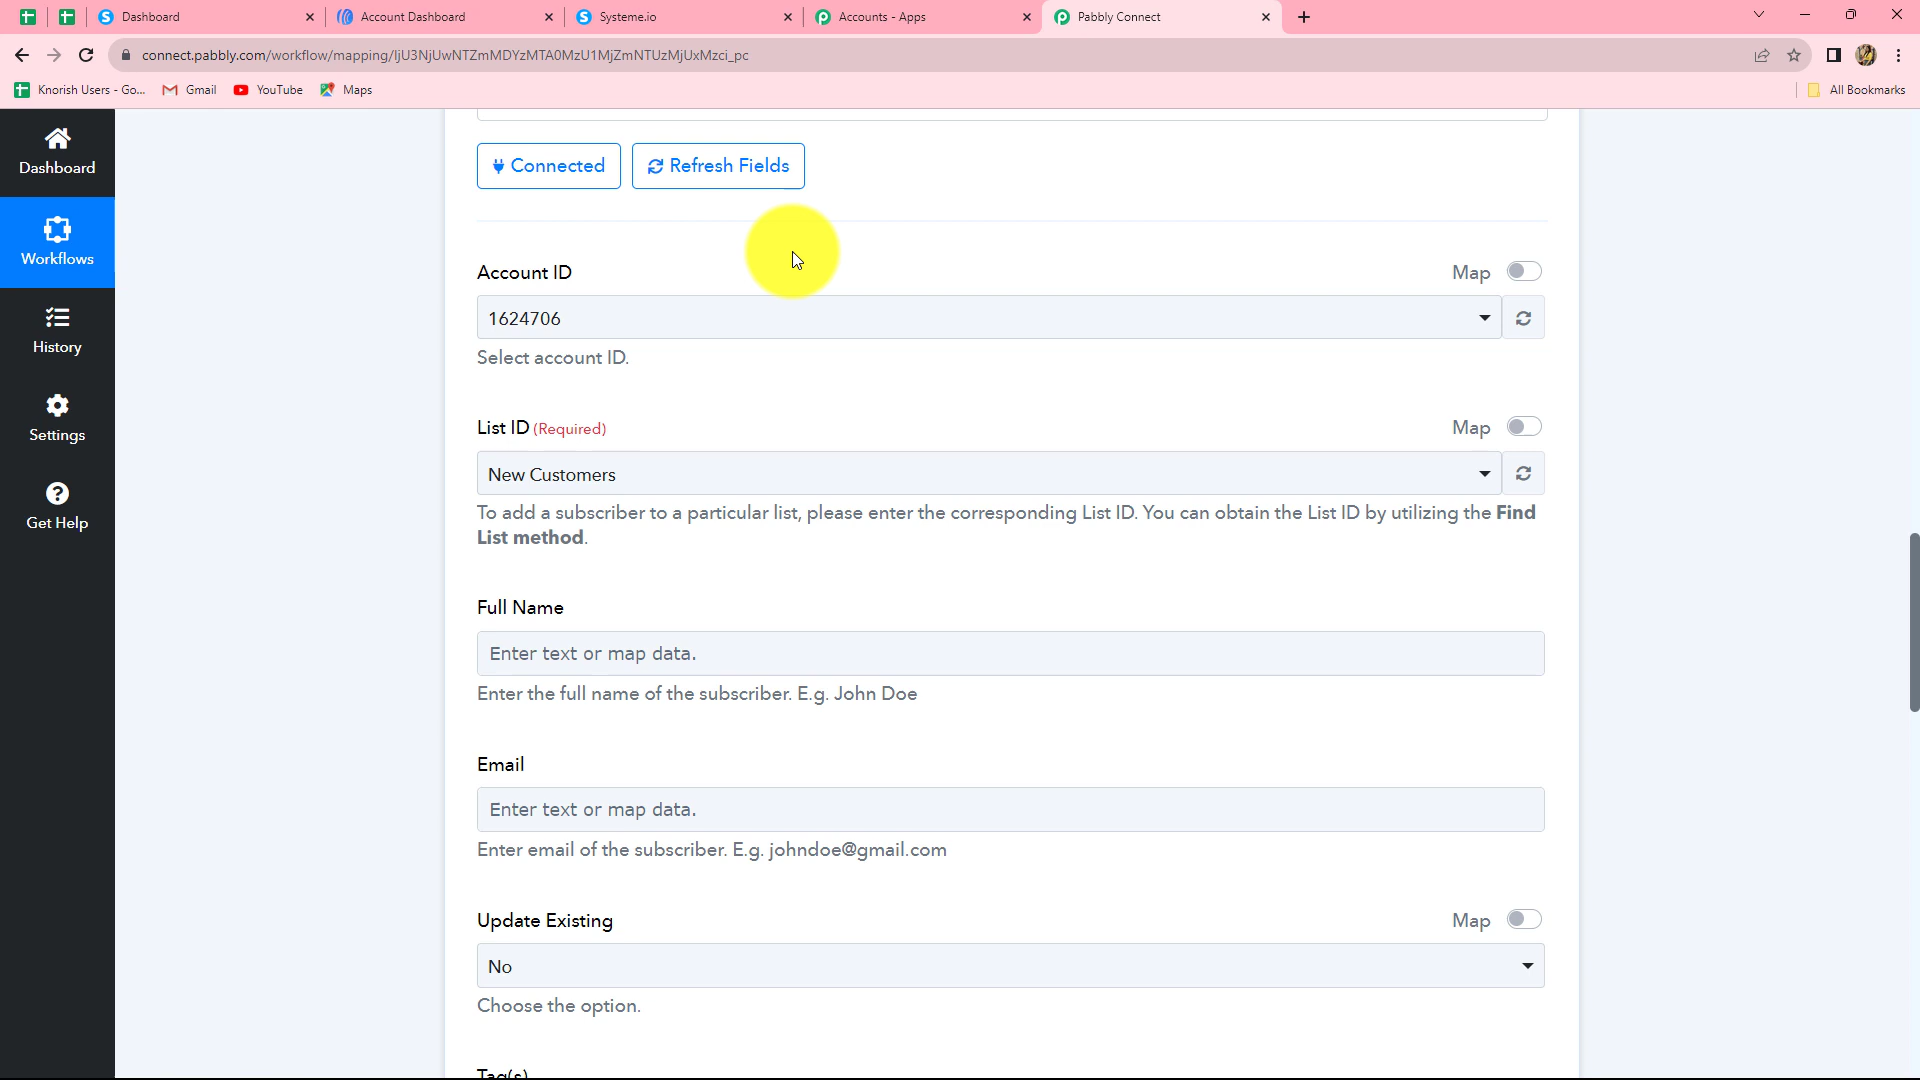 Dashboard
Account Dashboard
Systeme.io
Accounts - Apps
Pabbly Connect
connect.pabbly.com/workflow/mapping/IjU3NjUwNTZmMDYzMTA0MzU1MjZmNTUzMjUxMzci_pc
Knorish Users - Go...
Gmail
YouTube
Maps
All Bookmarks
Dashboard
Workflows
History
Settings
Get Help
Connected
Refresh Fields
Account ID
Map
1624706
Select account ID.
List ID (Required)
Map
New Customers
To add a subscriber to a particular list, please enter the corresponding List ID. You can obtain the List ID by utilizing the Find
List method.
Full Name
Enter text or map data.
Enter the full name of the subscriber. E.g. John Doe
Email
Enter text or map data.
Enter email of the subscriber. E.g. johndoe@gmail.com
Update Existing
Map
No
Choose the option.
Tag(s)